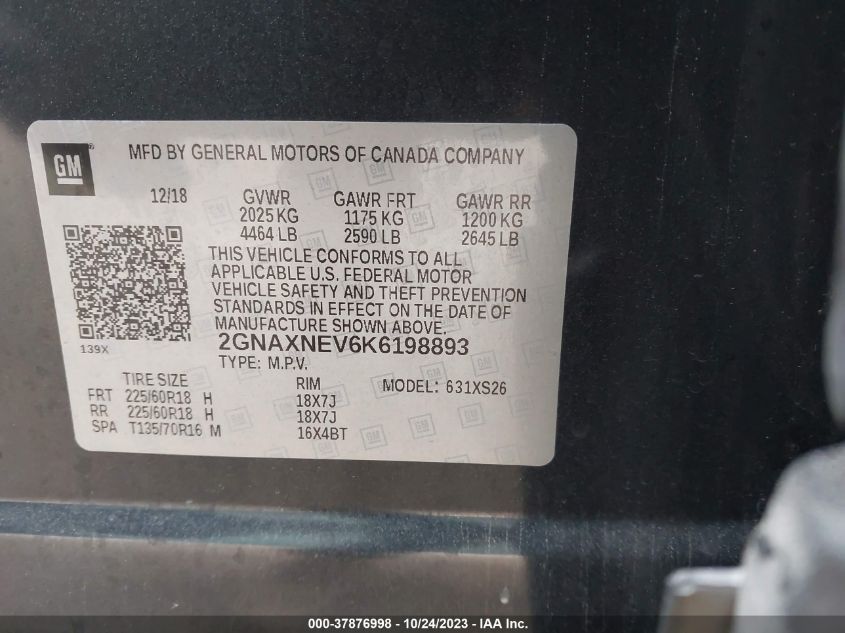 GM
MFD BY GENERAL MOTORS OF CANADA COMPANY
12/18 GVWR GAWR FRT GAWR RR
2025 KG 1175 KG 1200 KG
4464 LB 2590 LB 2645 LB
THIS VEHICLE CONFORMS TO ALL
APPLICABLE U.S. FEDERAL MOTOR
VEHICLE SAFETY AND THEFT PREVENTION
STANDARDS IN EFFECT ON THE DATE OF
MANUFACTURE SHOWN ABOVE.
139X
2GNAXNEV6K6198893
TYPE: M.P.V.
TIRE SIZE RIM MODEL: 631XS26
FRT 225/60R18 H 18X7J
RR 225/60R18 H 18X7J
SPA T135/70R16 M 16X4BT
000-37876998 | 10/24/2023 - IAA Inc.